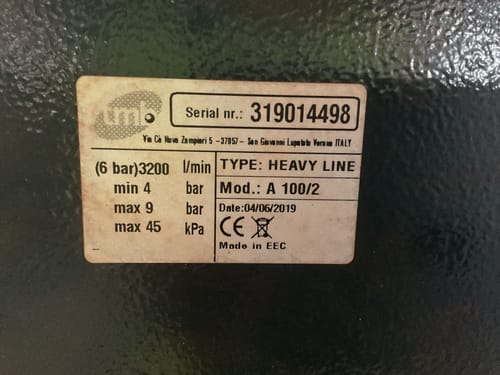 Serial nr.: 319014498
Via Cà Nova Zampieri 5 -37057- San Giovanni Lupatoto Verona ITALY
(6 bar)3200 l/min
min 4 bar
max 9 bar
max 45 kPa
TYPE: HEAVY LINE
Mod.: A 100/2
Date:04/06/2019
CE
Made in EEC